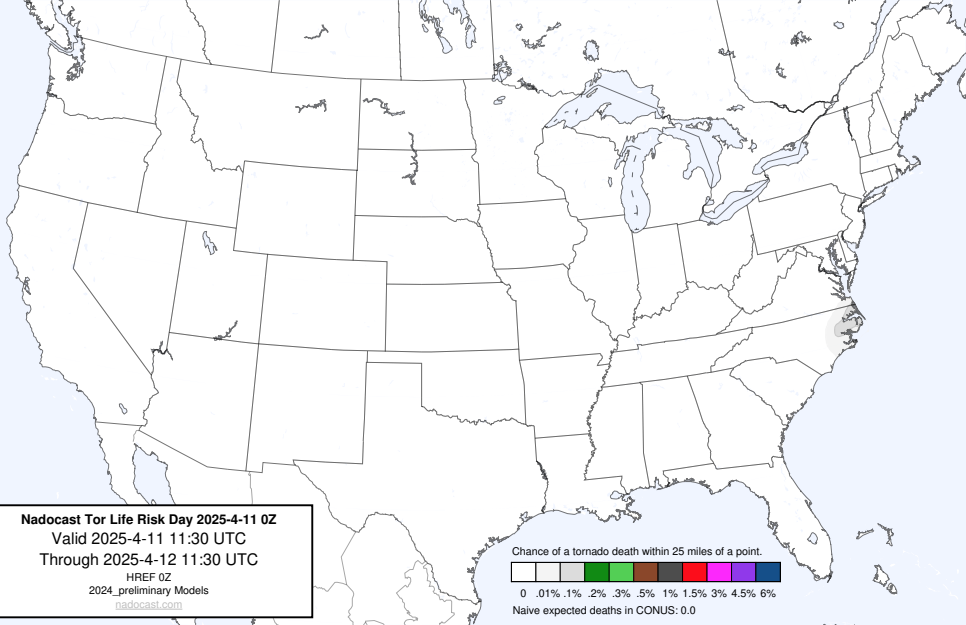 Nadocast Tor Life Risk Day 2025-4-11 0Z
Valid 2025-4-11 11:30 UTC
Through 2025-4-12 11:30 UTC
HREF 0Z
2024_preliminary Models
nadocast.com
Chance of a tornado death within 25 miles of a point.
0 .01% .1% .2% .3% .5% 1% 1.5% 3% 4.5% 6%
Naive expected deaths in CONUS: 0.0